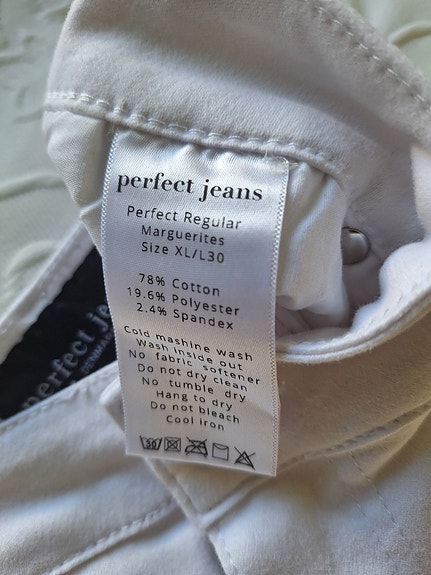 perfect jeans
Perfect Regular
Marguerites
Size XL/L30
78% Cotton
19.6% Polyester
2.4% Spandex
Cold mashine wash
Wash inside out
No fabric softener
Do not dry clean
No tumble dry
Hang to dry
Do not bleach
Cool iron
30
perfect je
DENMA